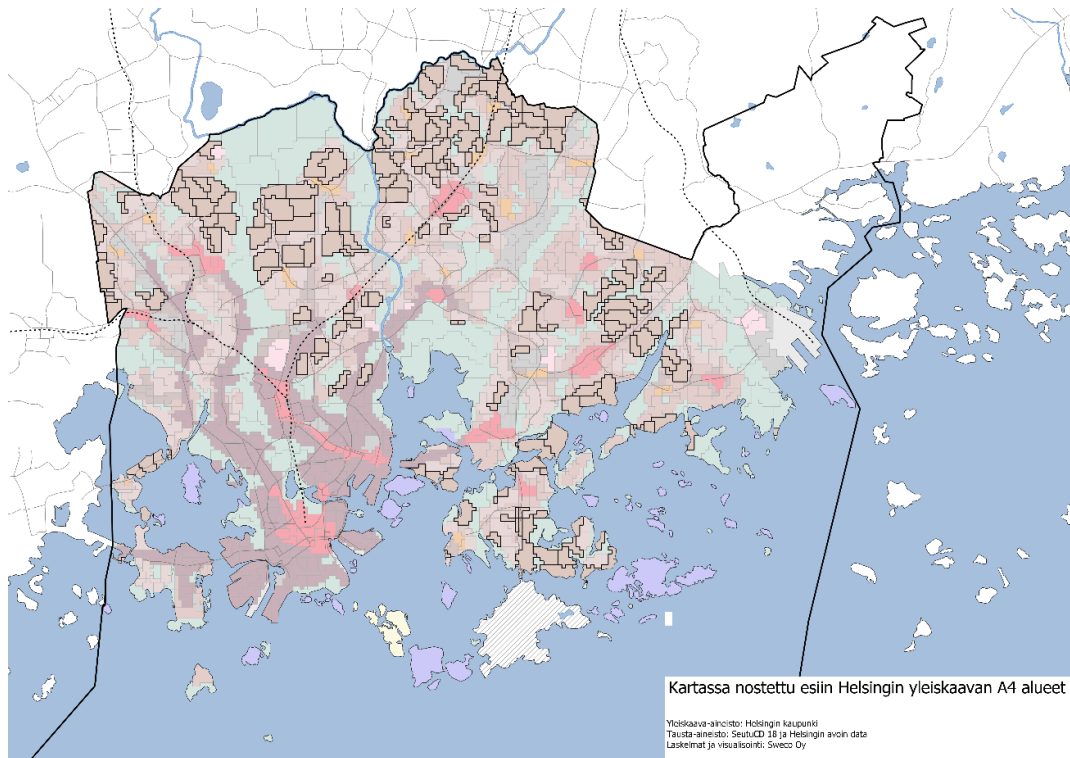 Kartassa nostettu esiin Helsingin yleiskaavan A4 alueet
Yleiskaava-aineisto: Helsingin kaupunki
Tausta-aineisto: SeutuCD 18 ja Helsingin avoin data
Laskelmat ja visualisointi: Sweco Oy